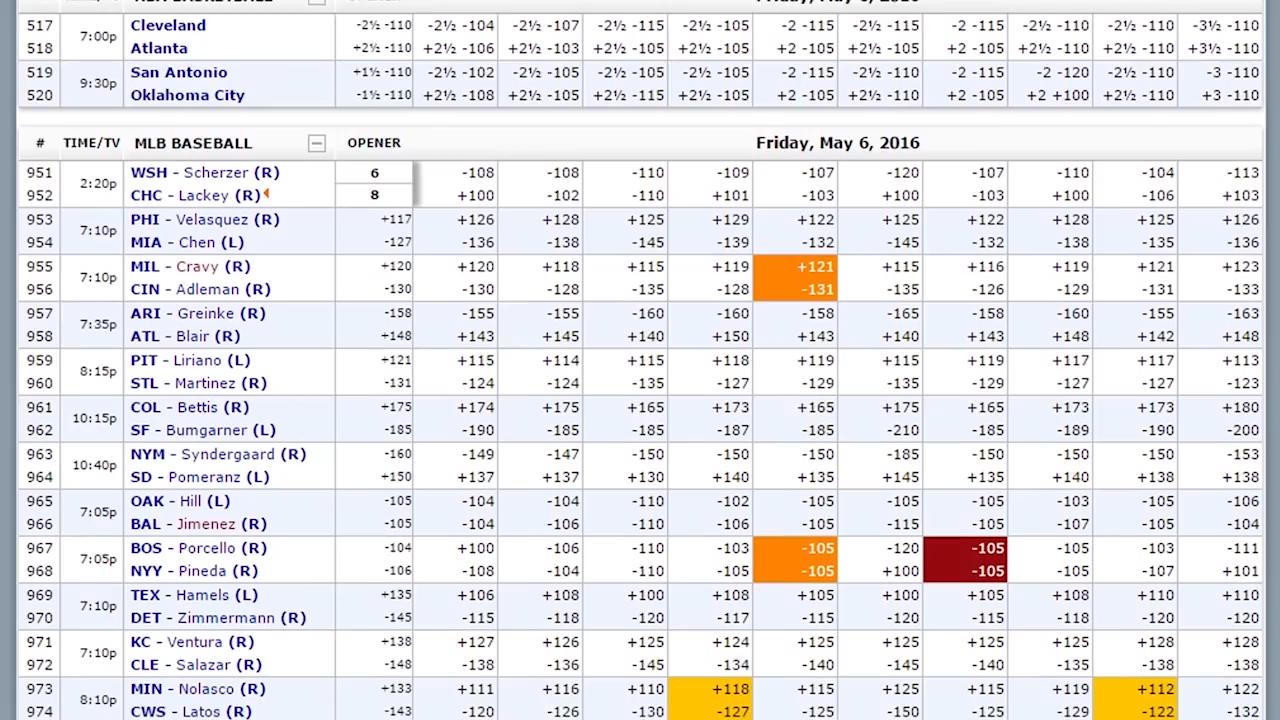 Friday, May 6, 2016
517 7:00p Cleveland -2½ -110 -2½ -104 -2½ -107 -2½ -115 -2½ -105 -2 -115 -2½ -110 -2 -115 -2½ -110 -2½ -110 -3½ -110
518 Atlanta +2½ -110 +2½ -106 +2½ -103 +2½ -105 +2½ -105 +2 -105 +2½ -110 +2 -105 +2½ -110 +2½ -110 +3½ -110
519 9:30p San Antonio +1½ -110 -2½ -102 -2½ -105 -2½ -105 -2½ -105 -2 -115 -2½ -110 -2 -115 -2 -120 -2½ -110 -3 -110
520 Oklahoma City -1½ -110 +2½ -108 +2½ -105 +2½ -115 +2½ -105 +2 -105 +2½ -110 +2 -105 +2 +100 +2½ -110 +3 -110
# TIME/TV MLB BASEBALL OPENER Friday, May 6, 2016
951 2:20p WSH - Scherzer (R) 6 -108 -108 -110 -109 -107 -120 -107 -110 -104 -113
952 CHC - Lackey (R) 8 +100 -102 -110 +101 -103 +100 -103 +100 -106 +103
953 7:10p PHI - Velasquez (R) +117 +126 +128 +125 +129 +122 +125 +122 +128 +125 +126
954 MIA - Chen (L) -127 -136 -138 -145 -139 -132 -145 -132 -138 -135 -136
955 7:10p MIL - Cravy (R) +120 +120 +118 +115 +119 +121 +115 +116 +119 +121 +123
956 CIN - Adleman (R) -130 -130 -128 -135 -128 -131 -135 -126 -129 -131 -133
957 7:35p ARI - Greinke (R) -158 -155 -155 -160 -160 -158 -165 -158 -160 -155 -163
958 ATL - Blair (R) +148 +143 +145 +140 +150 +143 +140 +143 +148 +142 +148
959 8:15p PIT - Liriano (L) +121 +115 +114 +115 +118 +119 +115 +119 +117 +117 +113
960 STL - Martinez (R) -131 -124 -124 -135 -127 -129 -135 -129 -127 -127 -123
961 10:15p COL - Bettis (R) +175 +174 +175 +165 +173 +165 +175 +165 +173 +173 +180
962 SF - Bumgarner (L) -185 -190 -185 -185 -187 -185 -210 -185 -189 -190 -200
963 10:40p NYM - Syndergaard (R) -160 -149 -147 -150 -150 -150 -185 -150 -150 -150 -153
964 SD - Pomeranz (L) +150 +137 +137 +130 +140 +135 +145 +135 +140 +138 +138
965 7:05p OAK - Hill (L) -105 -104 -104 -110 -102 -105 -105 -105 -103 -105 -106
966 BAL - Jimenez (R) -105 -104 -106 -110 -106 -105 -115 -105 -107 -105 -104
967 7:05p BOS - Porcello (R) -104 +100 -106 -110 -103 -105 -120 -105 -105 -103 -111
968 NYY - Pineda (R) -106 -108 -104 -110 -105 -105 +100 -105 -105 -107 +101
969 7:10p TEX - Hamels (L) +135 +106 +108 +100 +108 +105 +100 +105 +108 +110 +110
970 DET - Zimmermann (R) -145 -115 -118 -120 -117 -115 -120 -115 -118 -120 -120
971 7:10p KC - Ventura (R) +138 +127 +126 +125 +124 +125 +125 +125 +125 +128 +128
972 CLE - Salazar (R) -148 -138 -136 -145 -134 -140 -145 -140 -135 -138 -138
973 8:10p MIN - Nolasco (R) +133 +111 +116 +110 +118 +115 +125 +115 +119 +112 +122
974 CWS - Latos (R) -143 -120 -126 -130 -127 -125 -150 -125 -129 -122 -132